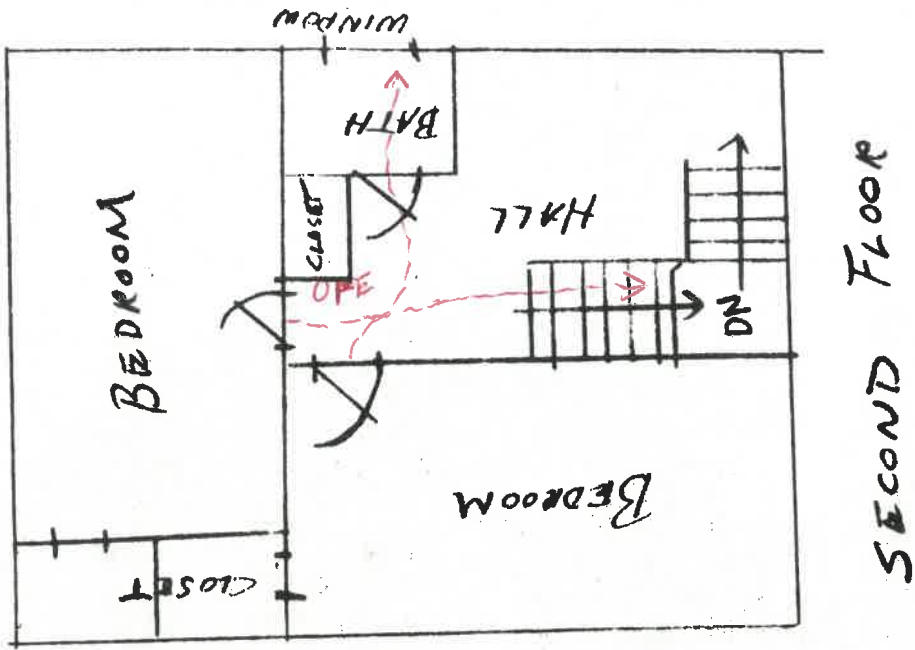 WINDOW
BATH
CLOSET
HALL
BEDROOM
OPE
DN
BEDROOM
CLOSET
SECOND FLOOR